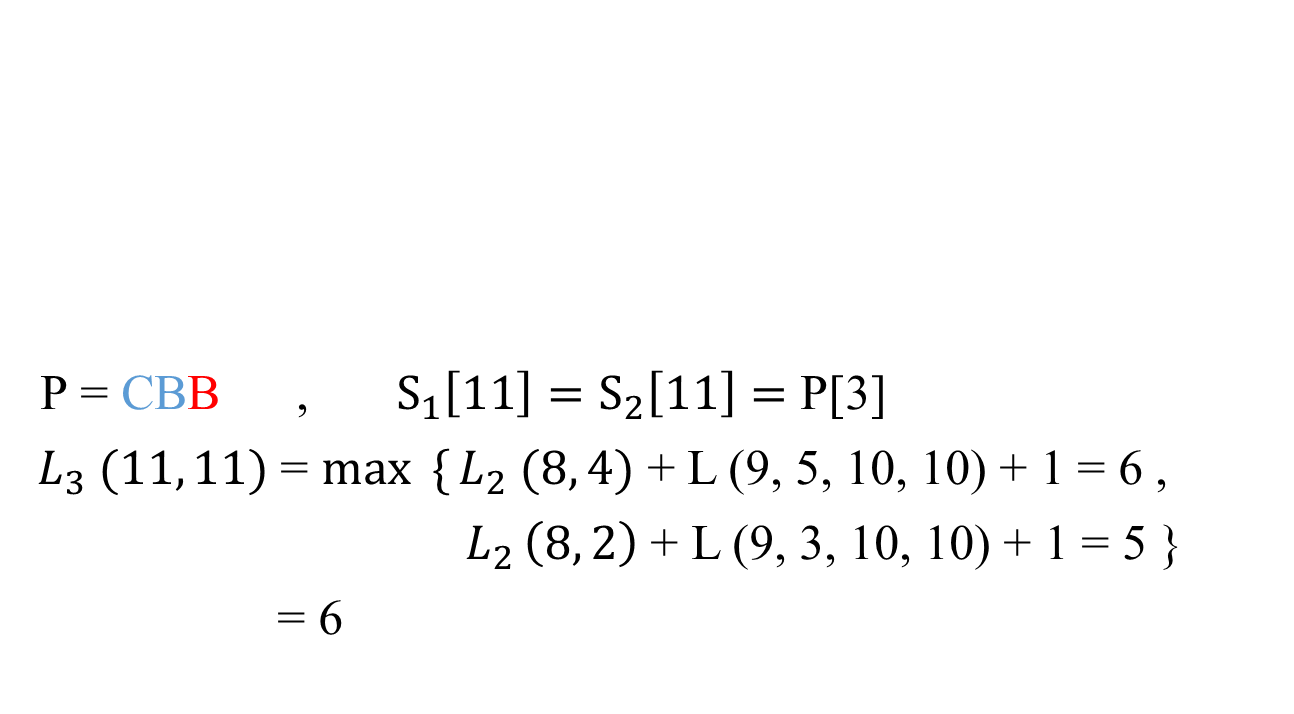 P = CBB , S₁[11] = S₂[11] = P[3]
L₃ (11,11) = max { L₂ (8,4) + L (9, 5, 10, 10) + 1 = 6 ,
L₂ (8,2) + L (9, 3, 10, 10) + 1 = 5 }
= 6